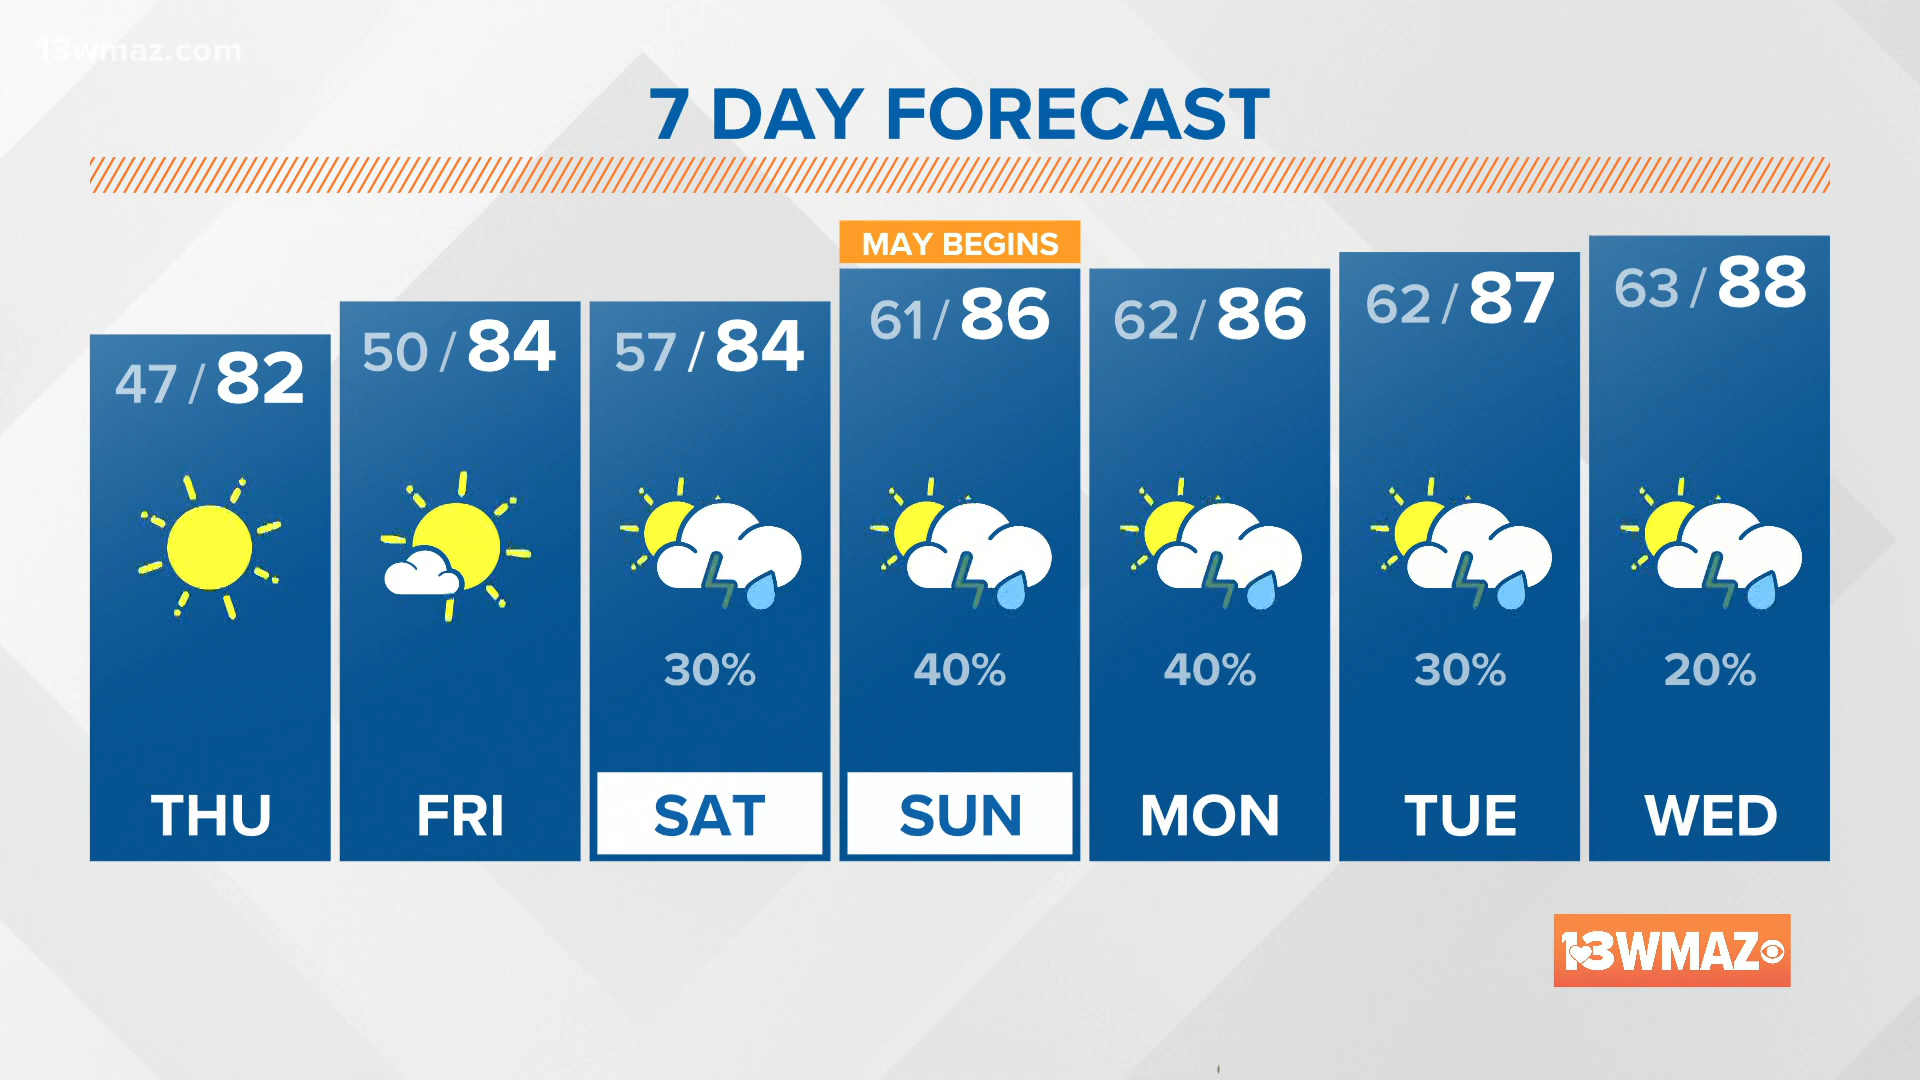 13wmaz.com
7 DAY FORECAST
MAY BEGINS
47 / 82
50 / 84
57 / 84
61 / 86
62 / 86
62 / 87
63 / 88
30%
40%
40%
30%
20%
THU
FRI
SAT
SUN
MON
TUE
WED
13WMAZ